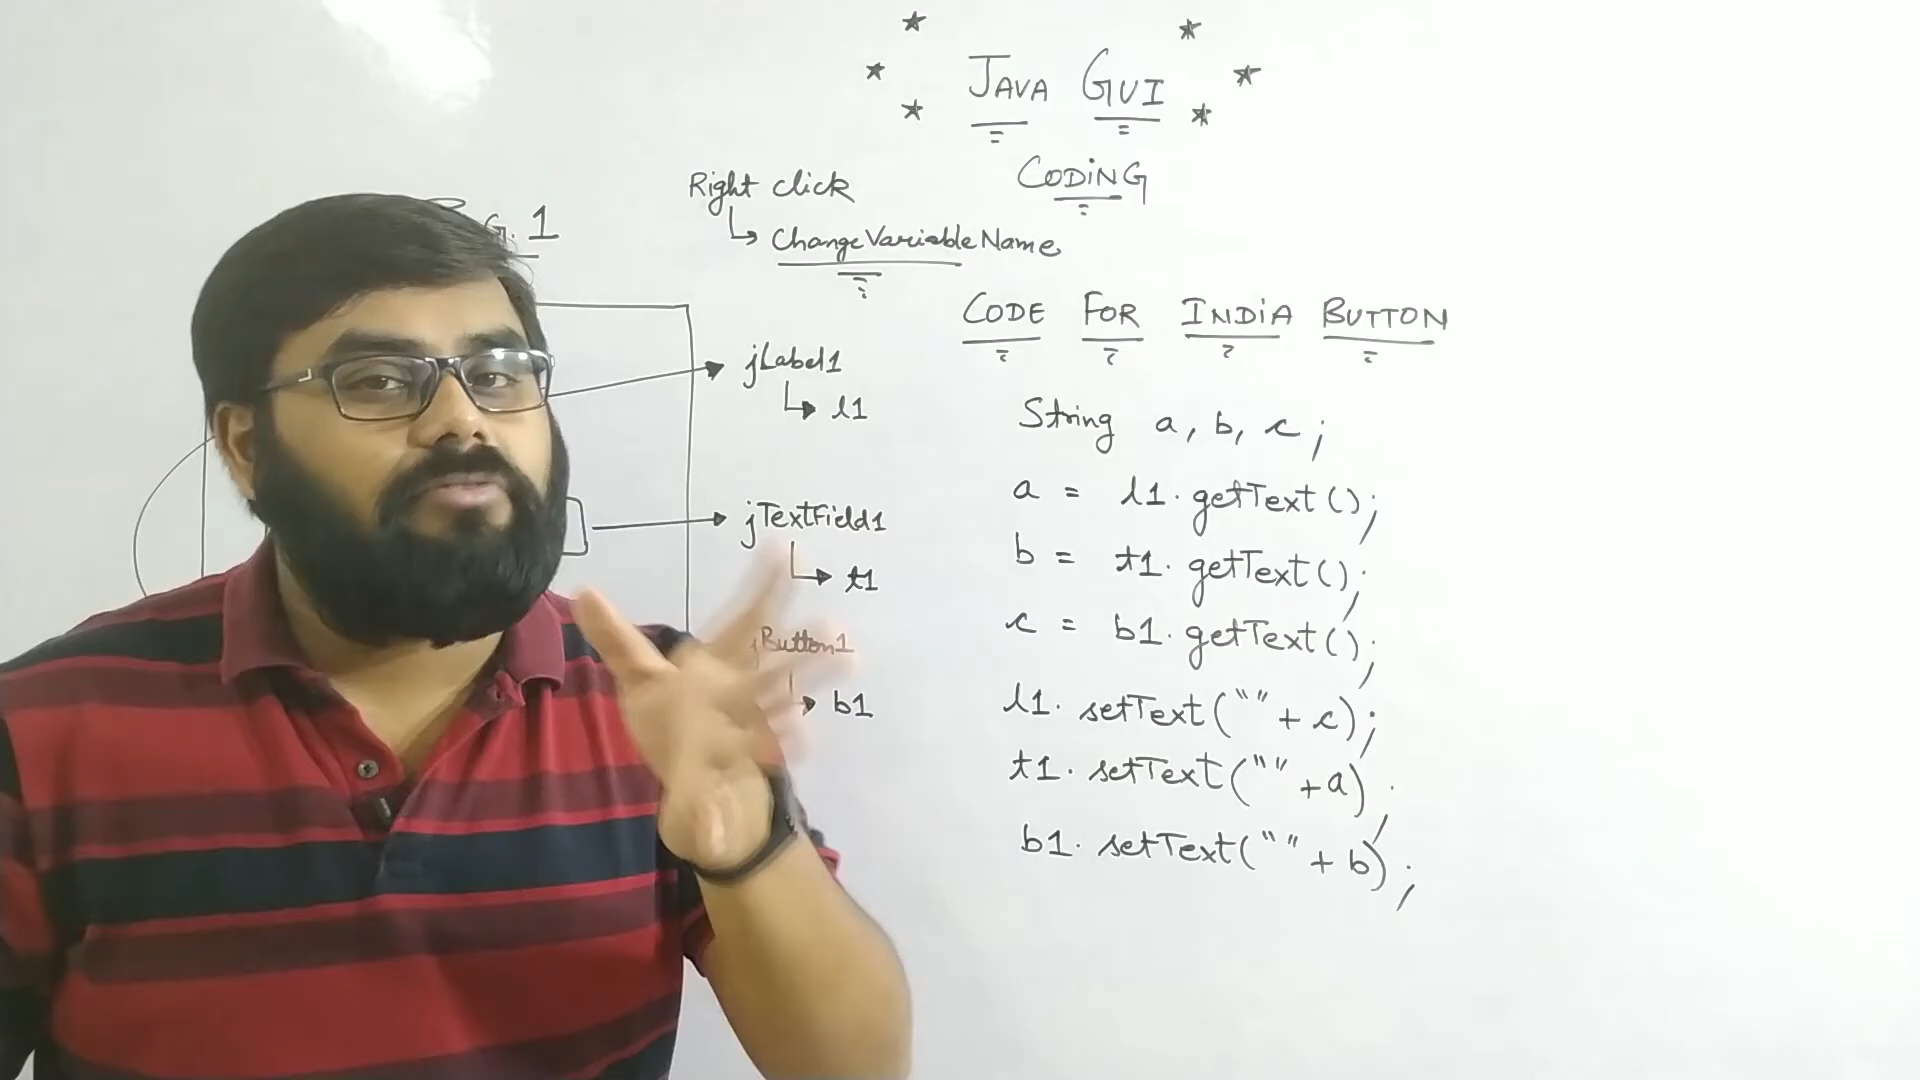 JAVA GUI
CODING
G. 1
Right click
ChangeVariableName
jLabel1
l1
jTextField1
t1
jButton1
b1
CODE FOR INDIA BUTTON
String a, b, c;
a = l1.getText();
b = t1.getText();
c = b1.getText();
l1.setText("" + c);
t1.setText("" + a);
b1.setText("" + b);